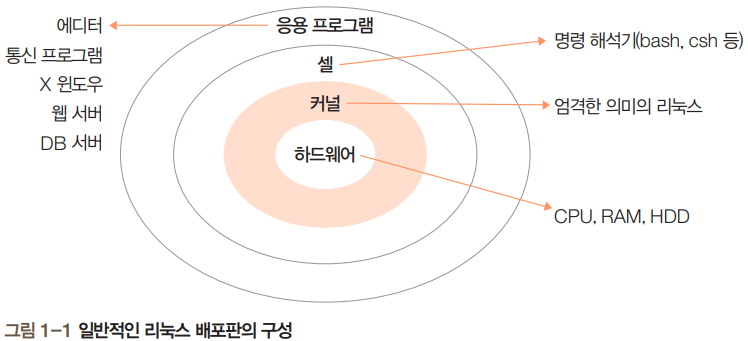 에디터
통신 프로그램
X 윈도우
웹 서버
DB 서버
응용 프로그램
셸
커널
하드웨어
명령 해석기(bash, csh 등)
엄격한 의미의 리눅스
CPU, RAM, HDD
그림 1-1 일반적인 리눅스 배포판의 구성